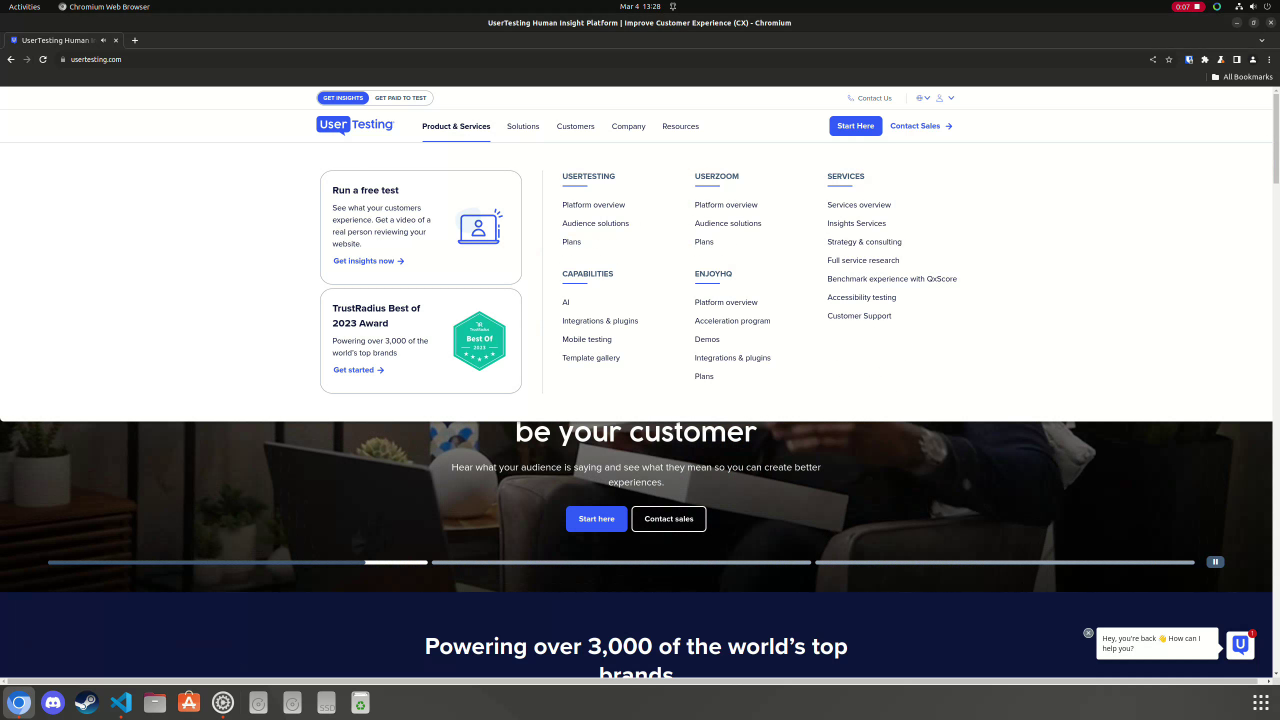 Activities
Chromium Web Browser
Mar 4 13:28
0:07
UserTesting Human Insight Platform | Improve Customer Experience (CX) - Chromium
UserTesting Human
usertesting.com
All Bookmarks
GET INSIGHTS
GET PAID TO TEST
Contact Us
UserTesting
Product & Services
Solutions
Customers
Company
Resources
Start Here
Contact Sales
Run a free test
See what your customers
experience. Get a video of a
real person reviewing your
website.
Get insights now
TrustRadius Best of
2023 Award
Powering over 3,000 of the
world's top brands
Get started
TrustRadius
Best Of
2023
USERTESTING
Platform overview
Audience solutions
Plans
CAPABILITIES
AI
Integrations & plugins
Mobile testing
Template gallery
USERZOOM
Platform overview
Audience solutions
Plans
ENJOYHQ
Platform overview
Acceleration program
Demos
Integrations & plugins
Plans
SERVICES
Services overview
Insights Services
Strategy & consulting
Full service research
Benchmark experience with QxScore
Accessibility testing
Customer Support
be your customer
Hear what your audience is saying and see what they mean so you can create better
experiences.
Start here
Contact sales
Powering over 3,000 of the world's top
brands
Hey, you're back 👋 How can I
help you?
1
SSD